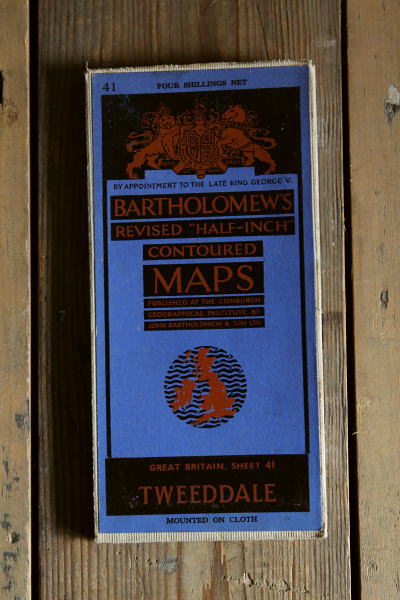 41 FOUR SHILLINGS NET
BY APPOINTMENT TO THE LATE KING GEORGE V.
BARTHOLOMEW'S
REVISED "HALF-INCH"
CONTOURED
MAPS
PUBLISHED AT THE EDINBURGH
GEOGRAPHICAL INSTITUTE BY
JOHN BARTHOLOMEW & SON LTD
GREAT BRITAIN, SHEET 41
TWEEDDALE
MOUNTED ON CLOTH